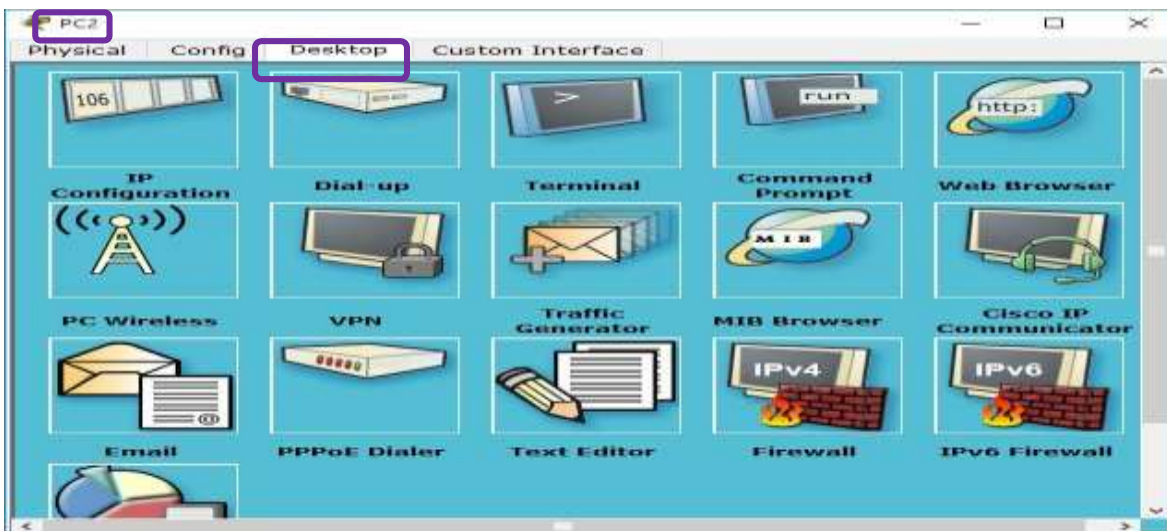 PC2
Physical Config Desktop Custom Interface
106
>
run
http:
IP Configuration Dial-up Terminal Command Prompt Web Browser
MIB
PC Wireless VPN Traffic Generator MIB Browser Cisco IP Communicator
IPv4 IPv6
@
Email PPPoE Dialer Text Editor Firewall IPv6 Firewall